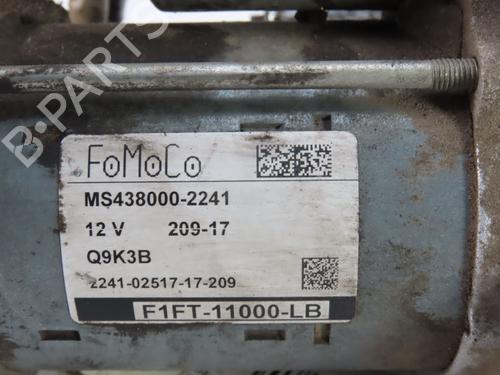 B-PARTS
FoMoCo
MS438000-2241
12 V 209-17
Q9K3B
2241-02517-17-209
F1FT-11000-LB